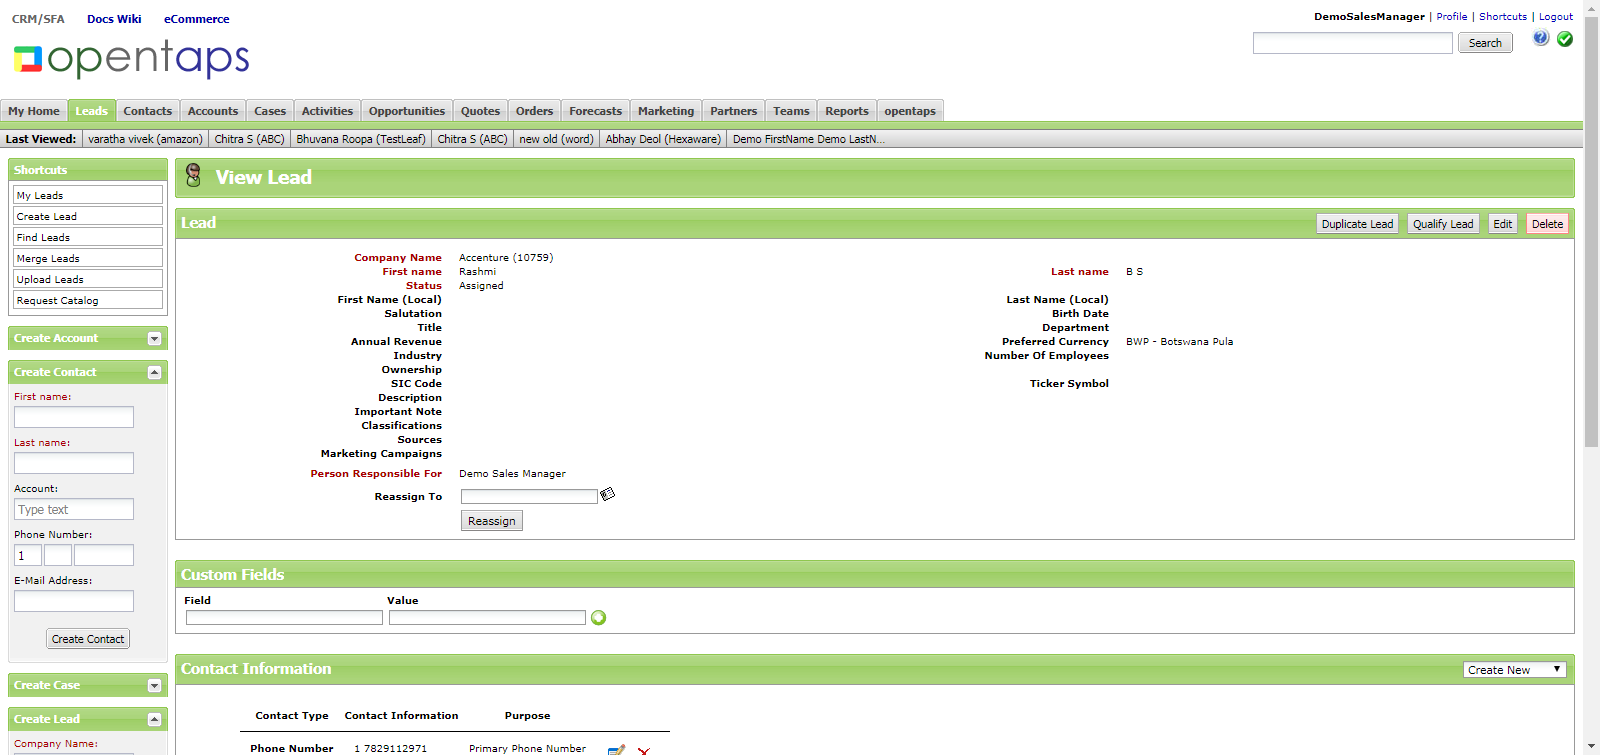 CRM/SFA Docs Wiki eCommerce
DemoSalesManager | Profile | Shortcuts | Logout
opentaps
Search
My Home Leads Contacts Accounts Cases Activities Opportunities Quotes Orders Forecasts Marketing Partners Teams Reports opentaps
Last Viewed: varatha vivek (amazon) Chitra S (ABC) Bhuvana Roopa (TestLeaf) Chitra S (ABC) new old (word) Abhay Deol (Hexaware) Demo FirstName Demo LastN...
Shortcuts
My Leads
Create Lead
Find Leads
Merge Leads
Upload Leads
Request Catalog
Create Account
Create Contact
First name:
Last name:
Account:
Type text
Phone Number:
1
E-Mail Address:
Create Contact
Create Case
Create Lead
Company Name:
View Lead
Lead
Duplicate Lead Qualify Lead Edit Delete
Company Name Accenture (10759)
First name Rashmi Last name B S
Status Assigned
First Name (Local) Last Name (Local)
Salutation Birth Date
Title Department
Annual Revenue Preferred Currency BWP - Botswana Pula
Industry Number Of Employees
Ownership
SIC Code Ticker Symbol
Description
Important Note
Classifications
Sources
Marketing Campaigns
Person Responsible For Demo Sales Manager
Reassign To
Reassign
Custom Fields
Field Value
Contact Information
Create New
Contact Type Contact Information Purpose
Phone Number 1 7829112971 Primary Phone Number